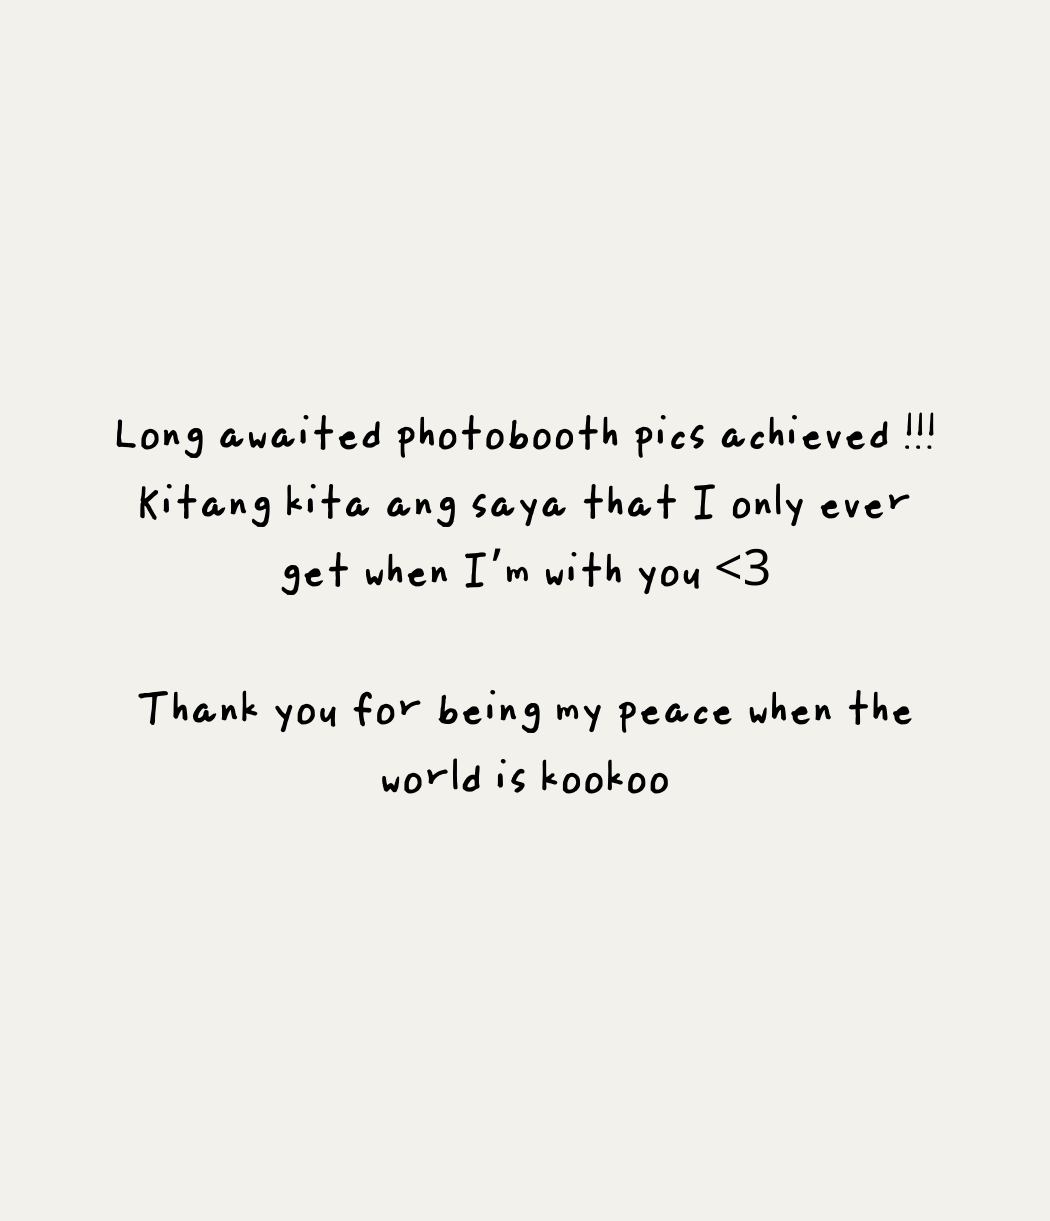 Long awaited photobooth pics achieved !!!
Kitang kita ang saya that I only ever
get when I'm with you <3
Thank you for being my peace when the
world is kookoo